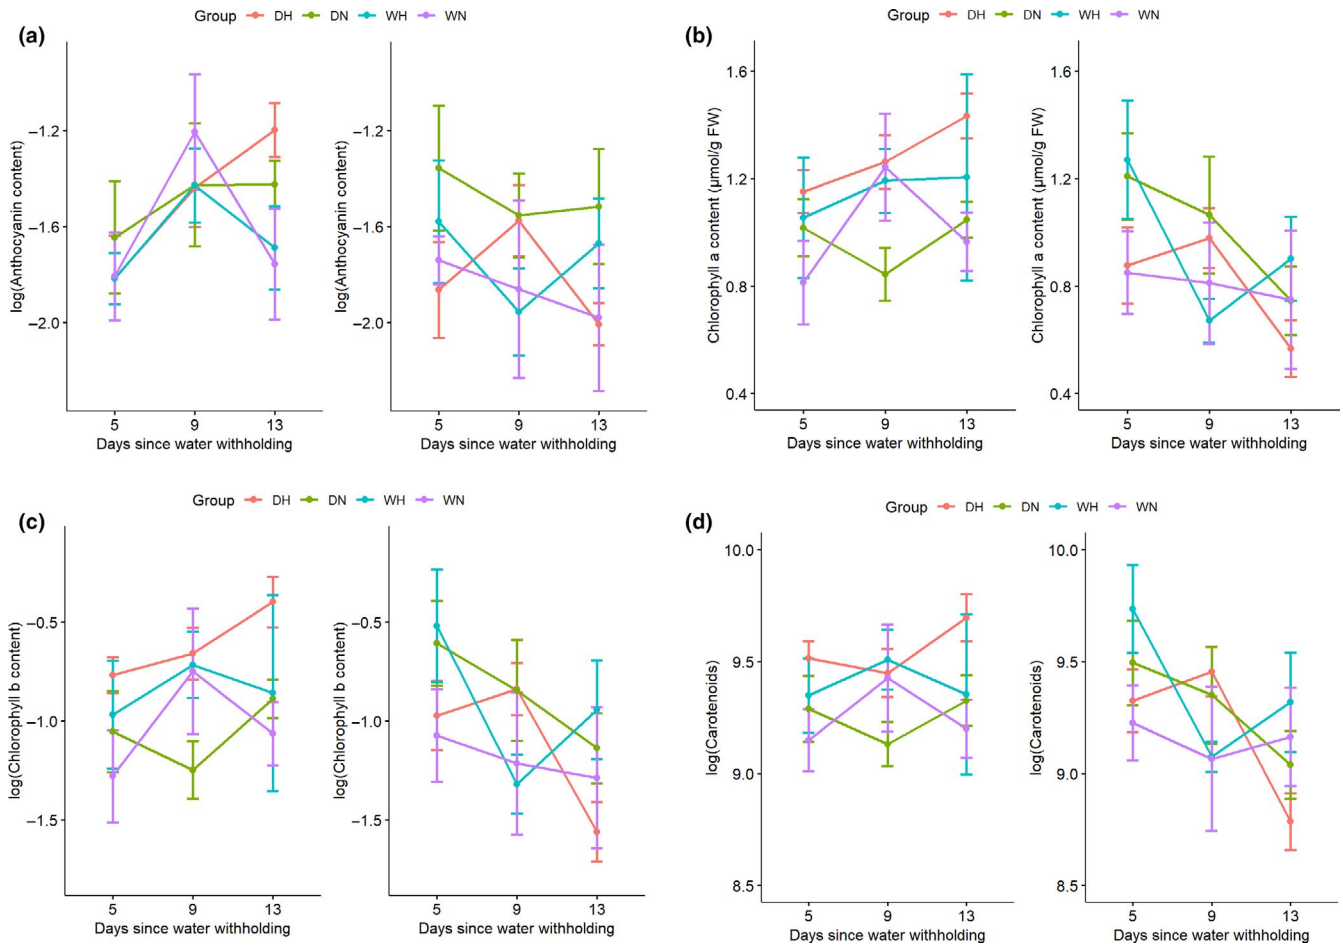 Group DH DN WH WN
(a)
log(Anthocyanin content)
−1.2
−1.6
−2.0
5 9 13
Days since water withholding
log(Anthocyanin content)
−1.2
−1.6
−2.0
5 9 13
Days since water withholding
Group DH DN WH WN
(b)
Chlorophyll a content (μmol/g FW)
1.6
1.2
0.8
0.4
5 9 13
Days since water withholding
Chlorophyll a content (μmol/g FW)
1.6
1.2
0.8
0.4
5 9 13
Days since water withholding
Group DH DN WH WN
(c)
log(Chlorophyll b content)
−0.5
−1.0
−1.5
5 9 13
Days since water withholding
log(Chlorophyll b content)
−0.5
−1.0
−1.5
5 9 13
Days since water withholding
Group DH DN WH WN
(d)
log(Carotenoids)
10.0
9.5
9.0
8.5
5 9 13
Days since water withholding
log(Carotenoids)
10.0
9.5
9.0
8.5
5 9 13
Days since water withholding